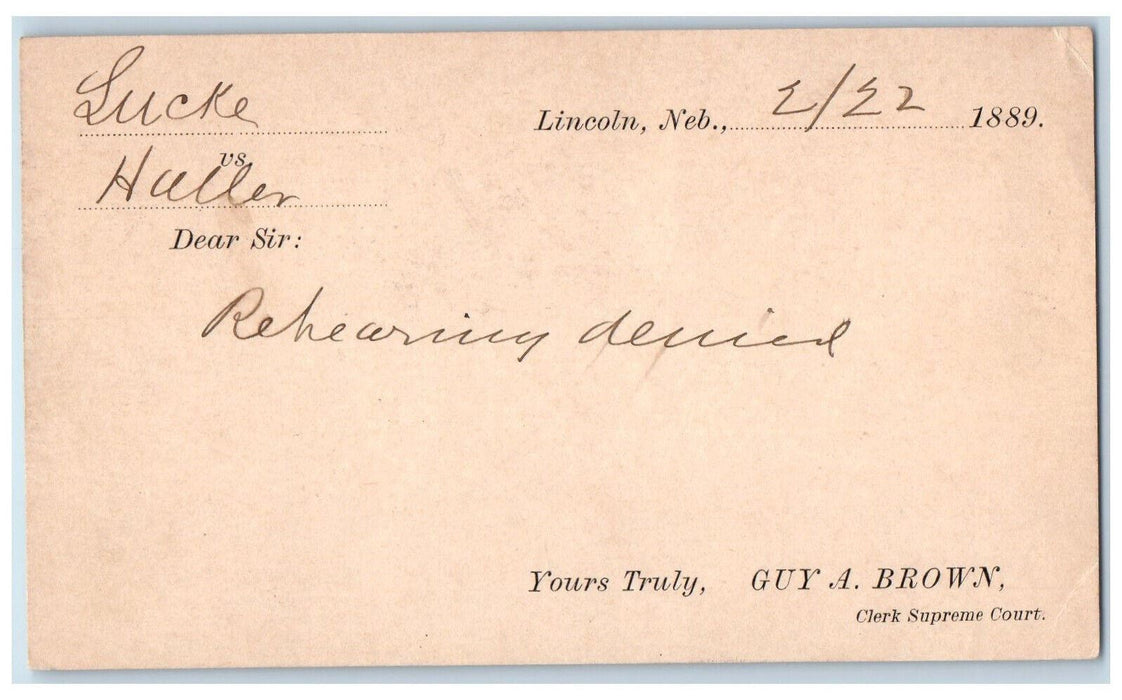 Lucke
Lincoln, Neb., 2/22 1889.
vs
Haller
Dear Sir:
Rehearing denied
Yours Truly, GUY A. BROWN,
Clerk Supreme Court.